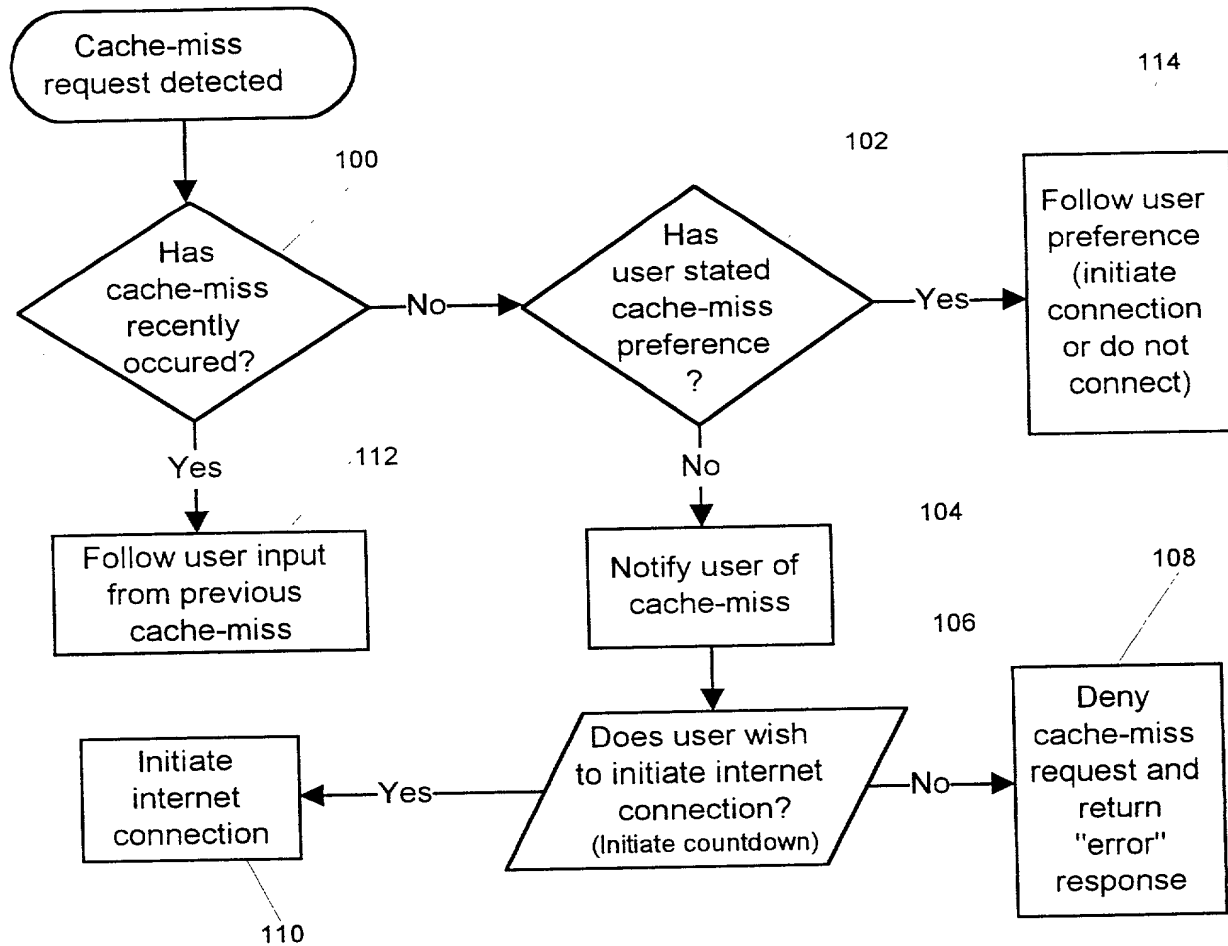 Cache-miss
request detected
100
Has
cache-miss
recently
occured?
No
102
Has
user stated
cache-miss
preference
?
Yes
114
Follow user
preference
(initiate
connection
or do not
connect)
Yes
112
Follow user input
from previous
cache-miss
No
104
Notify user of
cache-miss
106
Does user wish
to initiate internet
connection?
(Initiate countdown)
Yes
Initiate
internet
connection
110
No
108
Deny
cache-miss
request and
return
"error"
response